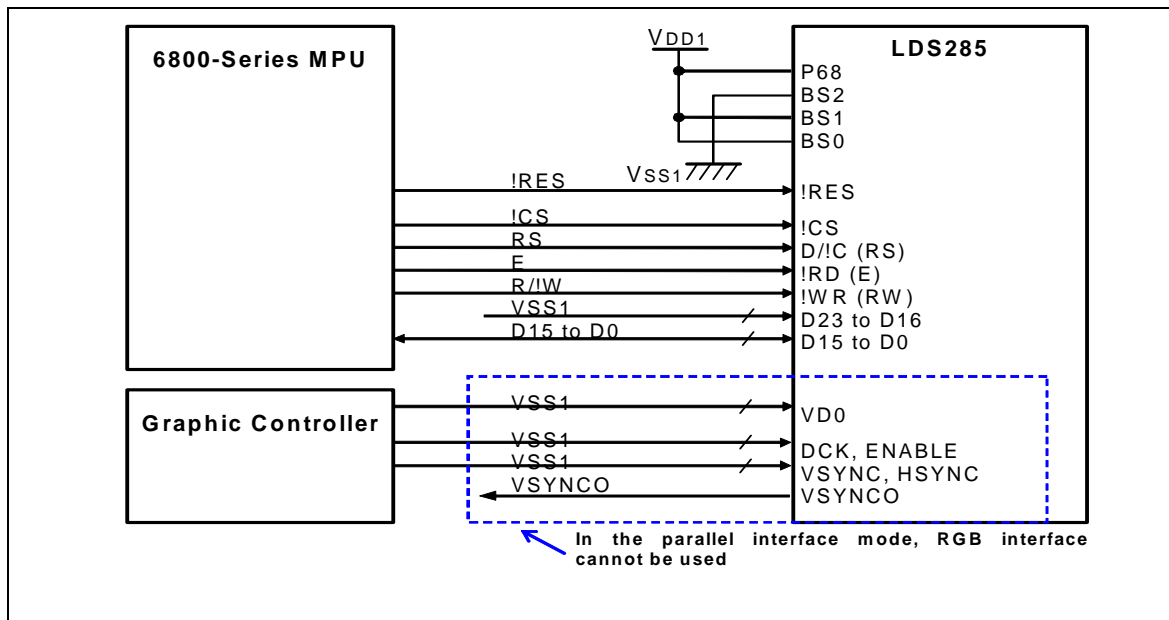 6800-Series MPU
VDD1
LDS285
P68
BS2
BS1
BS0
VSS1
!RES
!RES
!CS
!CS
RS
D/!C (RS)
E
!RD (E)
R/!W
!WR (RW)
VSS1
D23 to D16
D15 to D0
D15 to D0
Graphic Controller
VSS1
VD0
VSS1
DCK, ENABLE
VSS1
VSYNC, HSYNC
VSYNCO
VSYNCO
In the parallel interface mode, RGB interface
cannot be used